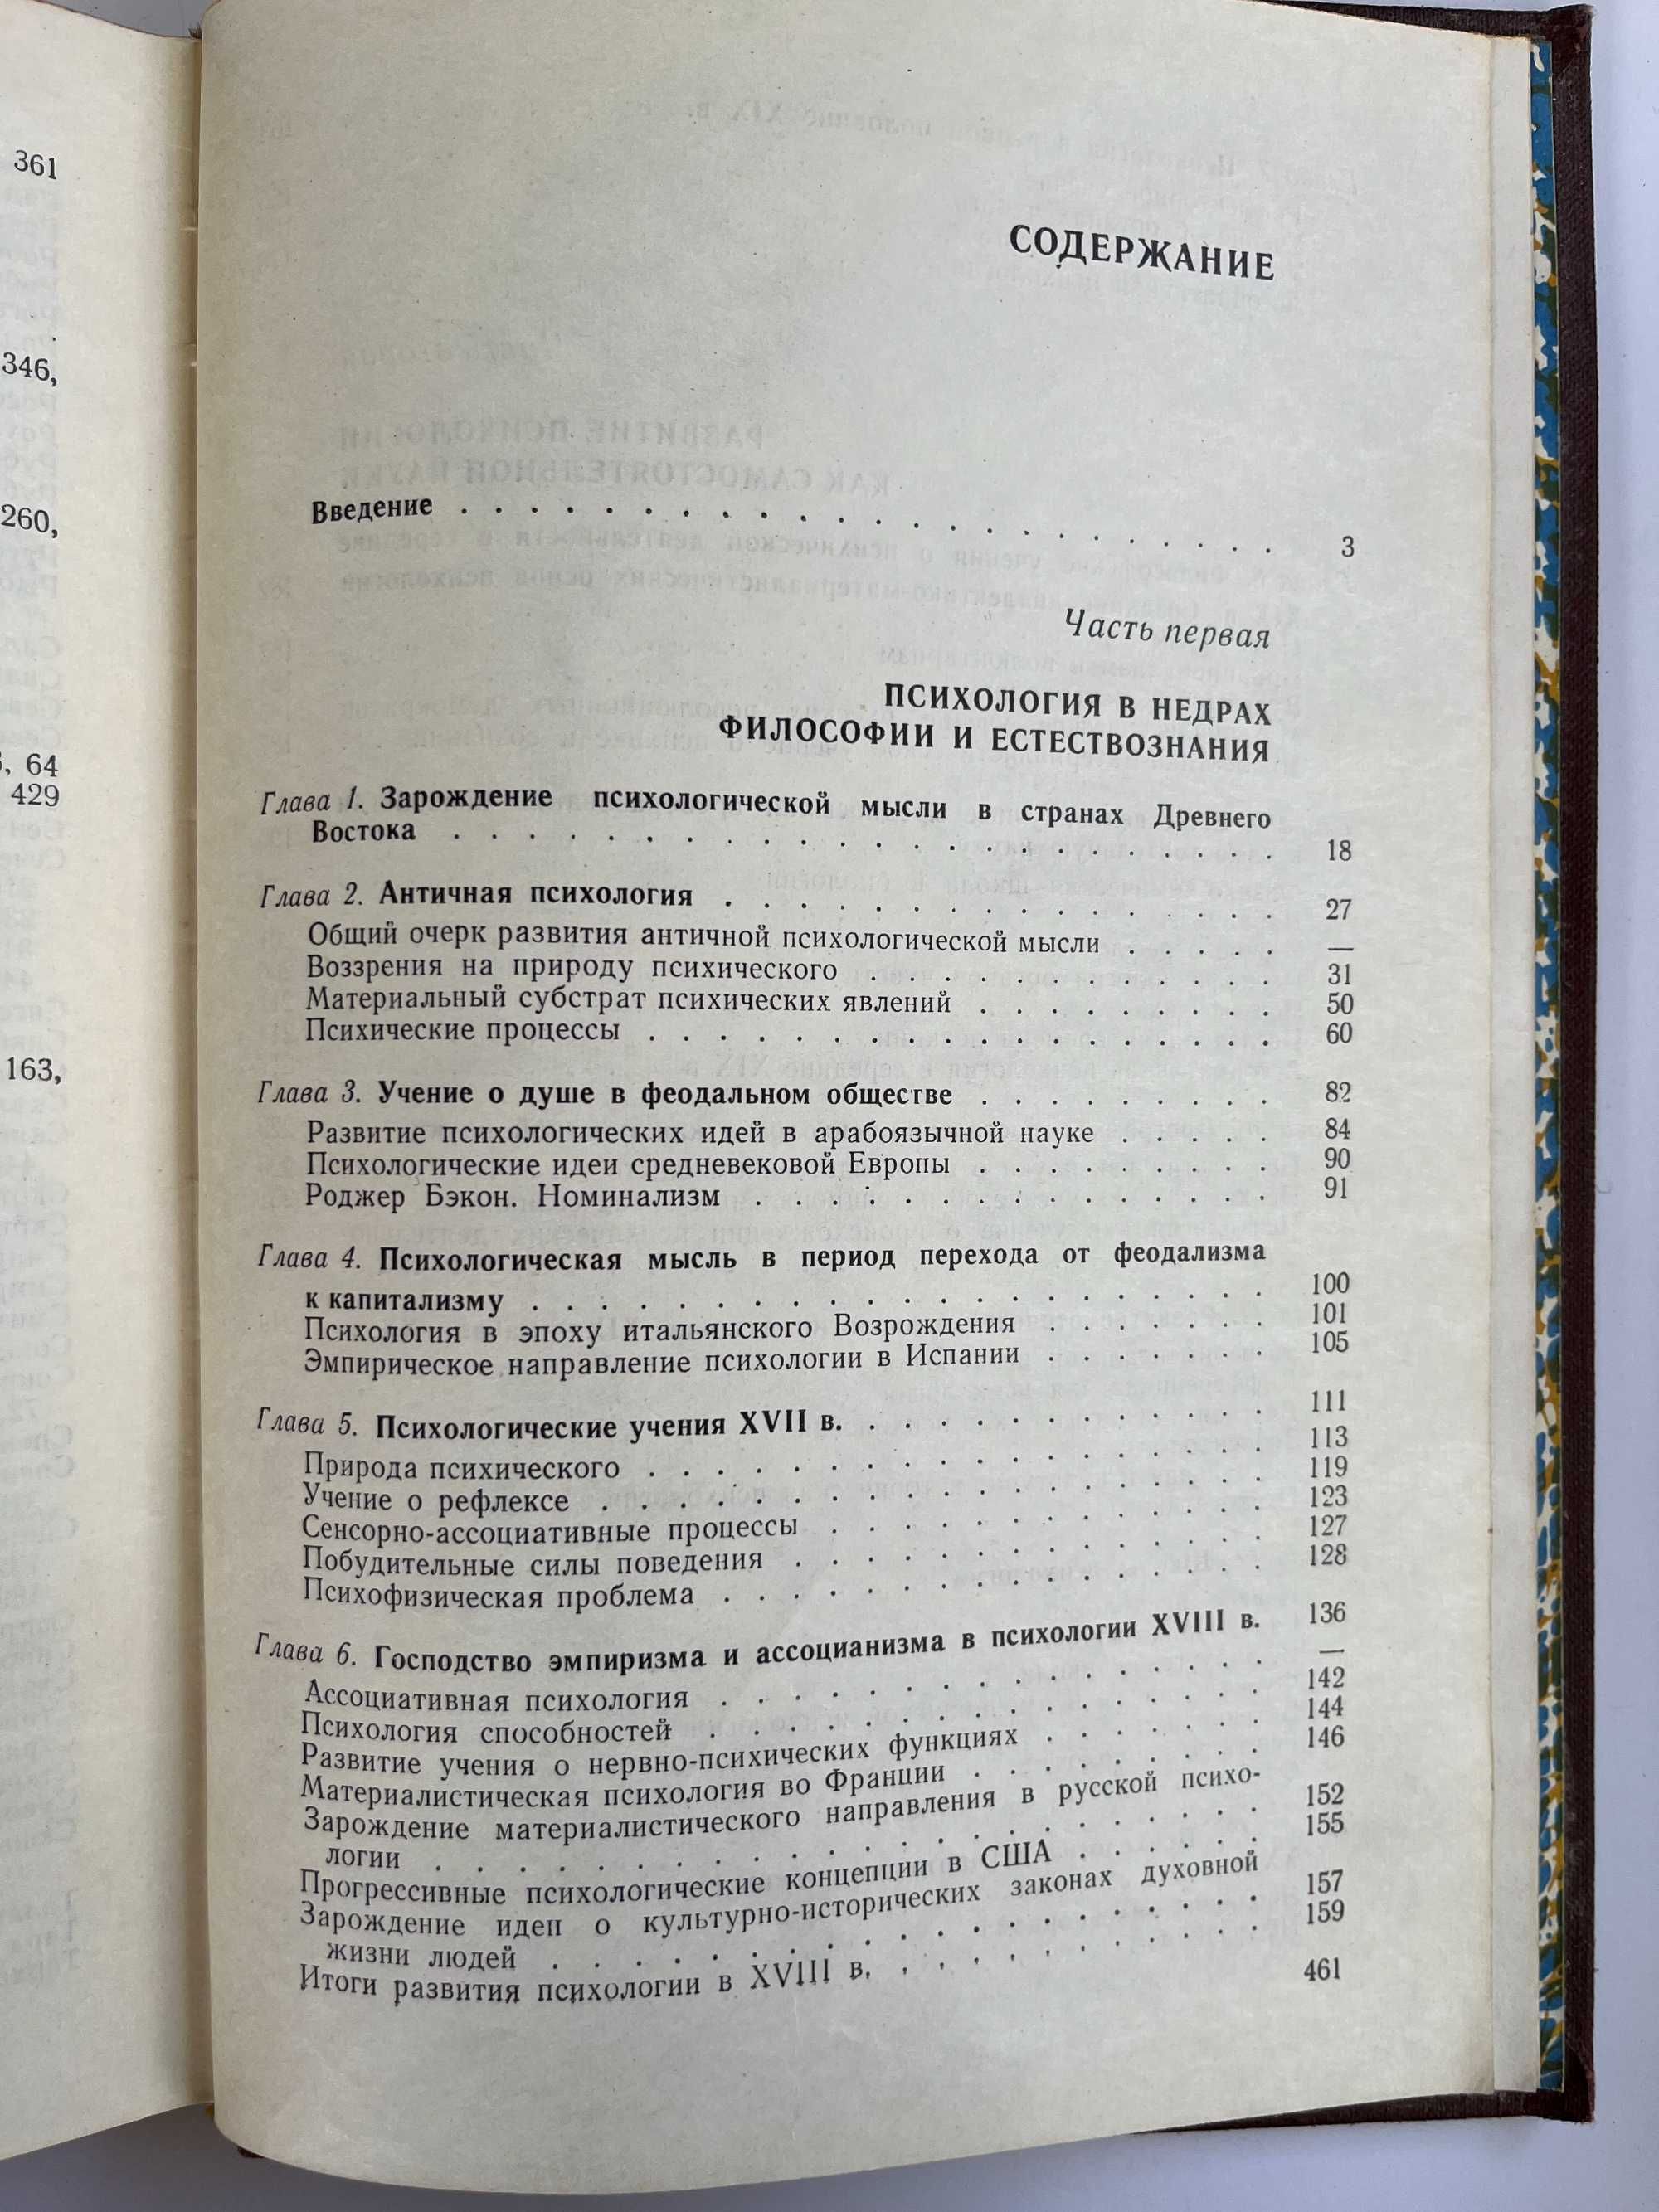 361
346,
260,
64
429
163,
СОДЕРЖАНИЕ
Введение . . . . . . . . . . . . . . . . . . . . . . 3
Часть первая
ПСИХОЛОГИЯ В НЕДРАХ
ФИЛОСОФИИ И ЕСТЕСТВОЗНАНИЯ
Глава 1. Зарождение психологической мысли в странах Древнего
Востока . . . . . . . . . . . . . . . . . . . . . . 18
Глава 2. Античная психология . . . . . . . . . . . . . . . 27
Общий очерк развития античной психологической мысли . . . . . —
Воззрения на природу психического . . . . . . . . . . . 31
Материальный субстрат психических явлений . . . . . . . . . 50
Психические процессы . . . . . . . . . . . . . . . . . 60
Глава 3. Учение о душе в феодальном обществе . . . . . . . . . 82
Развитие психологических идей в арабоязычной науке . . . . . 84
Психологические идеи средневековой Европы . . . . . . . . . 90
Роджер Бэкон. Номинализм . . . . . . . . . . . . . . 91
Глава 4. Психологическая мысль в период перехода от феодализма
к капитализму . . . . . . . . . . . . . . . . . . . . 100
Психология в эпоху итальянского Возрождения . . . . . . . 101
Эмпирическое направление психологии в Испании . . . . . . . 105
Глава 5. Психологические учения XVII в. . . . . . . . . . . . 111
Природа психического . . . . . . . . . . . . . . . . . 113
Учение о рефлексе . . . . . . . . . . . . . . . . . . 119
Сенсорно-ассоциативные процессы . . . . . . . . . . . . 123
Побудительные силы поведения . . . . . . . . . . . . . 127
Психофизическая проблема . . . . . . . . . . . . . . . 128
Глава 6. Господство эмпиризма и ассоцианизма в психологии XVIII в. 136
Ассоциативная психология . . . . . . . . . . . . . . . —
Психология способностей . . . . . . . . . . . . . . . 142
Развитие учения о нервно-психических функциях . . . . . . 144
Материалистическая психология во Франции . . . . . . . . 146
Зарождение материалистического направления в русской психо-
логии . . . . . . . . . . . . . . . . . . . . . . 152
Прогрессивные психологические концепции в США . . . . . 155
Зарождение идеи о культурно-исторических законах духовной
жизни людей . . . . . . . . . . . . . . . . . . . 157
Итоги развития психологии в XVIII в. . . . . . . . . . . 159
461